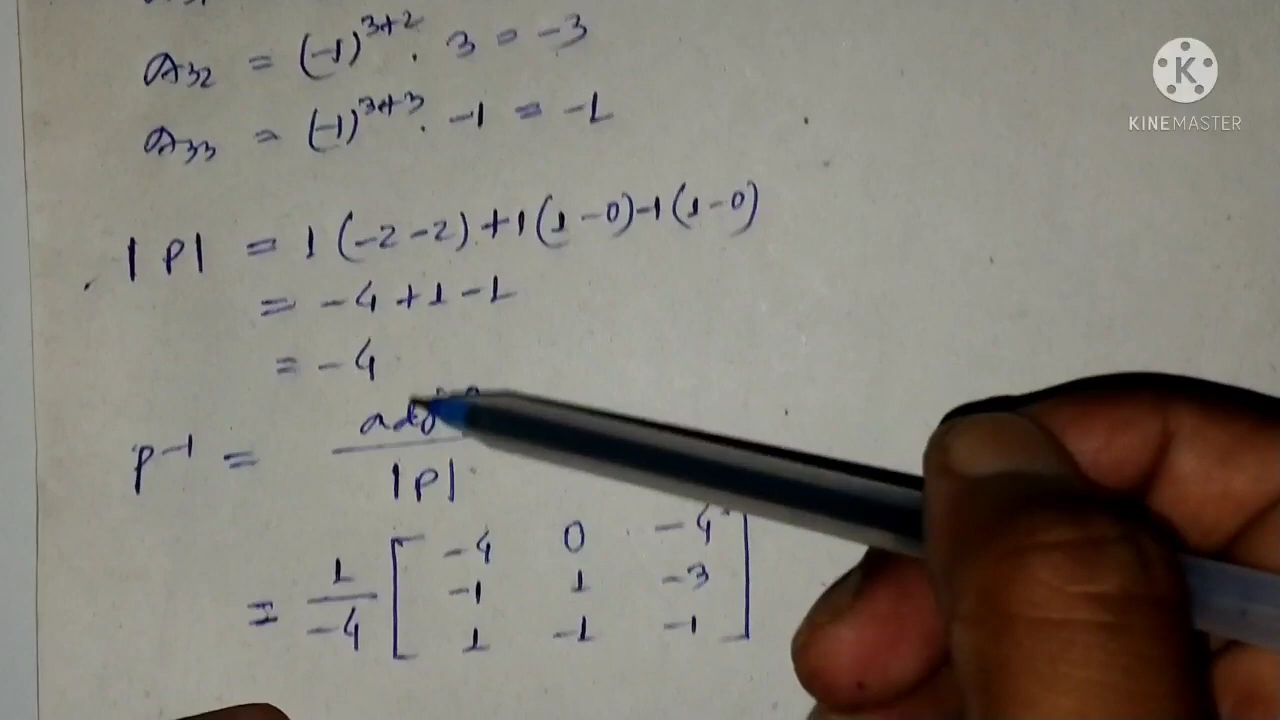 A32 = (-1)^3+2 . 3 = -3
A33 = (-1)^3+3 . -1 = -1
KINEMASTER
|P| = 1(-2-2)+1(1-0)-1(1-0)
= -4+1-1
= -4
P^-1 = adj / |P|
= 1/-4 [ -4 0 -4
-1 1 -3
1 -1 -1 ]